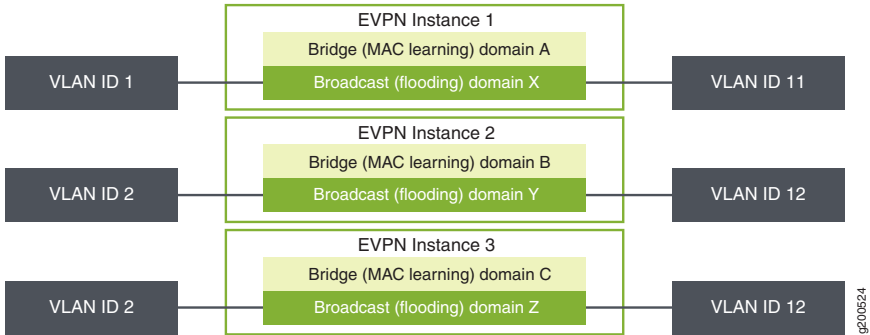 EVPN Instance 1
Bridge (MAC learning) domain A
VLAN ID 1
Broadcast (flooding) domain X
VLAN ID 11
EVPN Instance 2
Bridge (MAC learning) domain B
VLAN ID 2
Broadcast (flooding) domain Y
VLAN ID 12
EVPN Instance 3
Bridge (MAC learning) domain C
VLAN ID 2
Broadcast (flooding) domain Z
VLAN ID 12
g200524